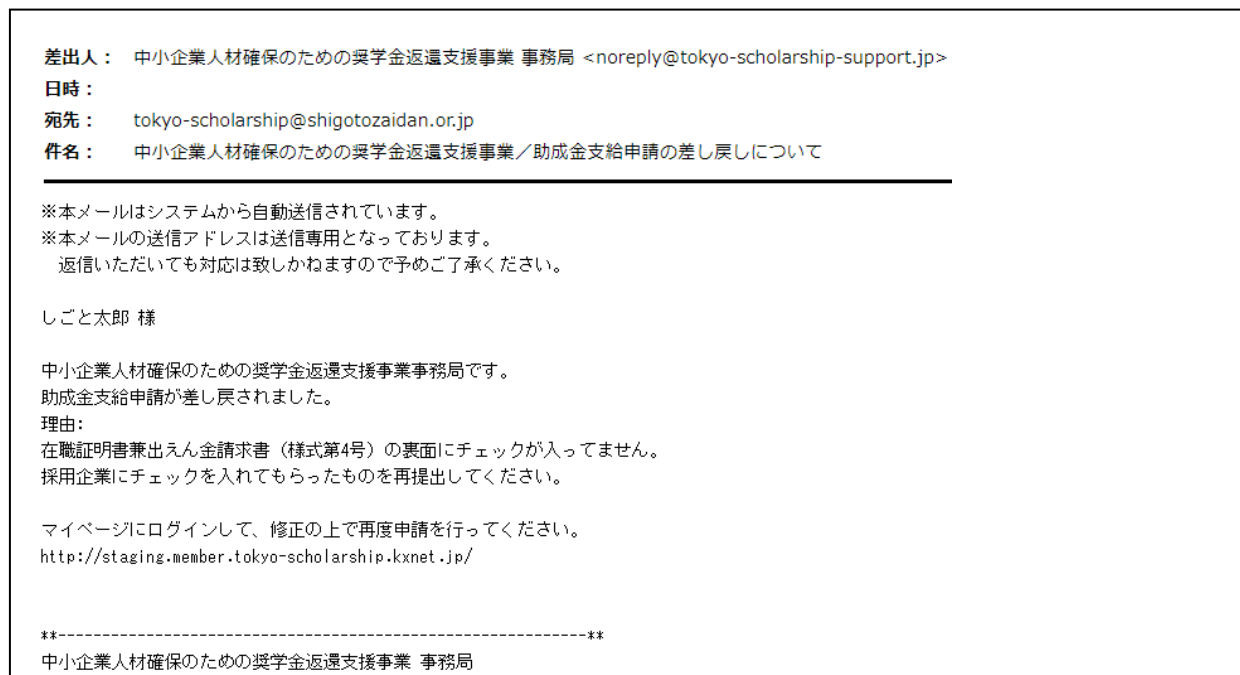 差出人： 中小企業人材確保のための奨学金返還支援事業 事務局 <noreply@tokyo-scholarship-support.jp>
日時：
宛先： tokyo-scholarship@shigotozaidan.or.jp
件名： 中小企業人材確保のための奨学金返還支援事業／助成金支給申請の差し戻しについて
※本メールはシステムから自動送信されています。
※本メールの送信アドレスは送信専用となっております。
返信いただいても対応は致しかねますので予めご了承ください。
しごと太郎 様
中小企業人材確保のための奨学金返還支援事業事務局です。
助成金支給申請が差し戻されました。
理由:
在職証明書兼出えん金請求書（様式第4号）の裏面にチェックが入ってません。
採用企業にチェックを入れてもらったものを再提出してください。
マイページにログインして、修正の上で再度申請を行ってください。
http://staging.member.tokyo-scholarship.kxnet.jp/
**------------------------------------------------------------**
中小企業人材確保のための奨学金返還支援事業 事務局